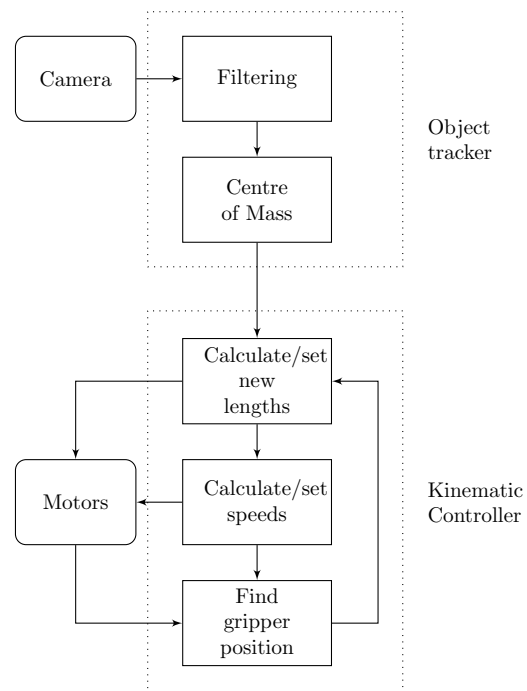 Camera
Filtering
Object
tracker
Centre
of Mass
Calculate/set
new
lengths
Motors
Calculate/set
speeds
Kinematic
Controller
Find
gripper
position